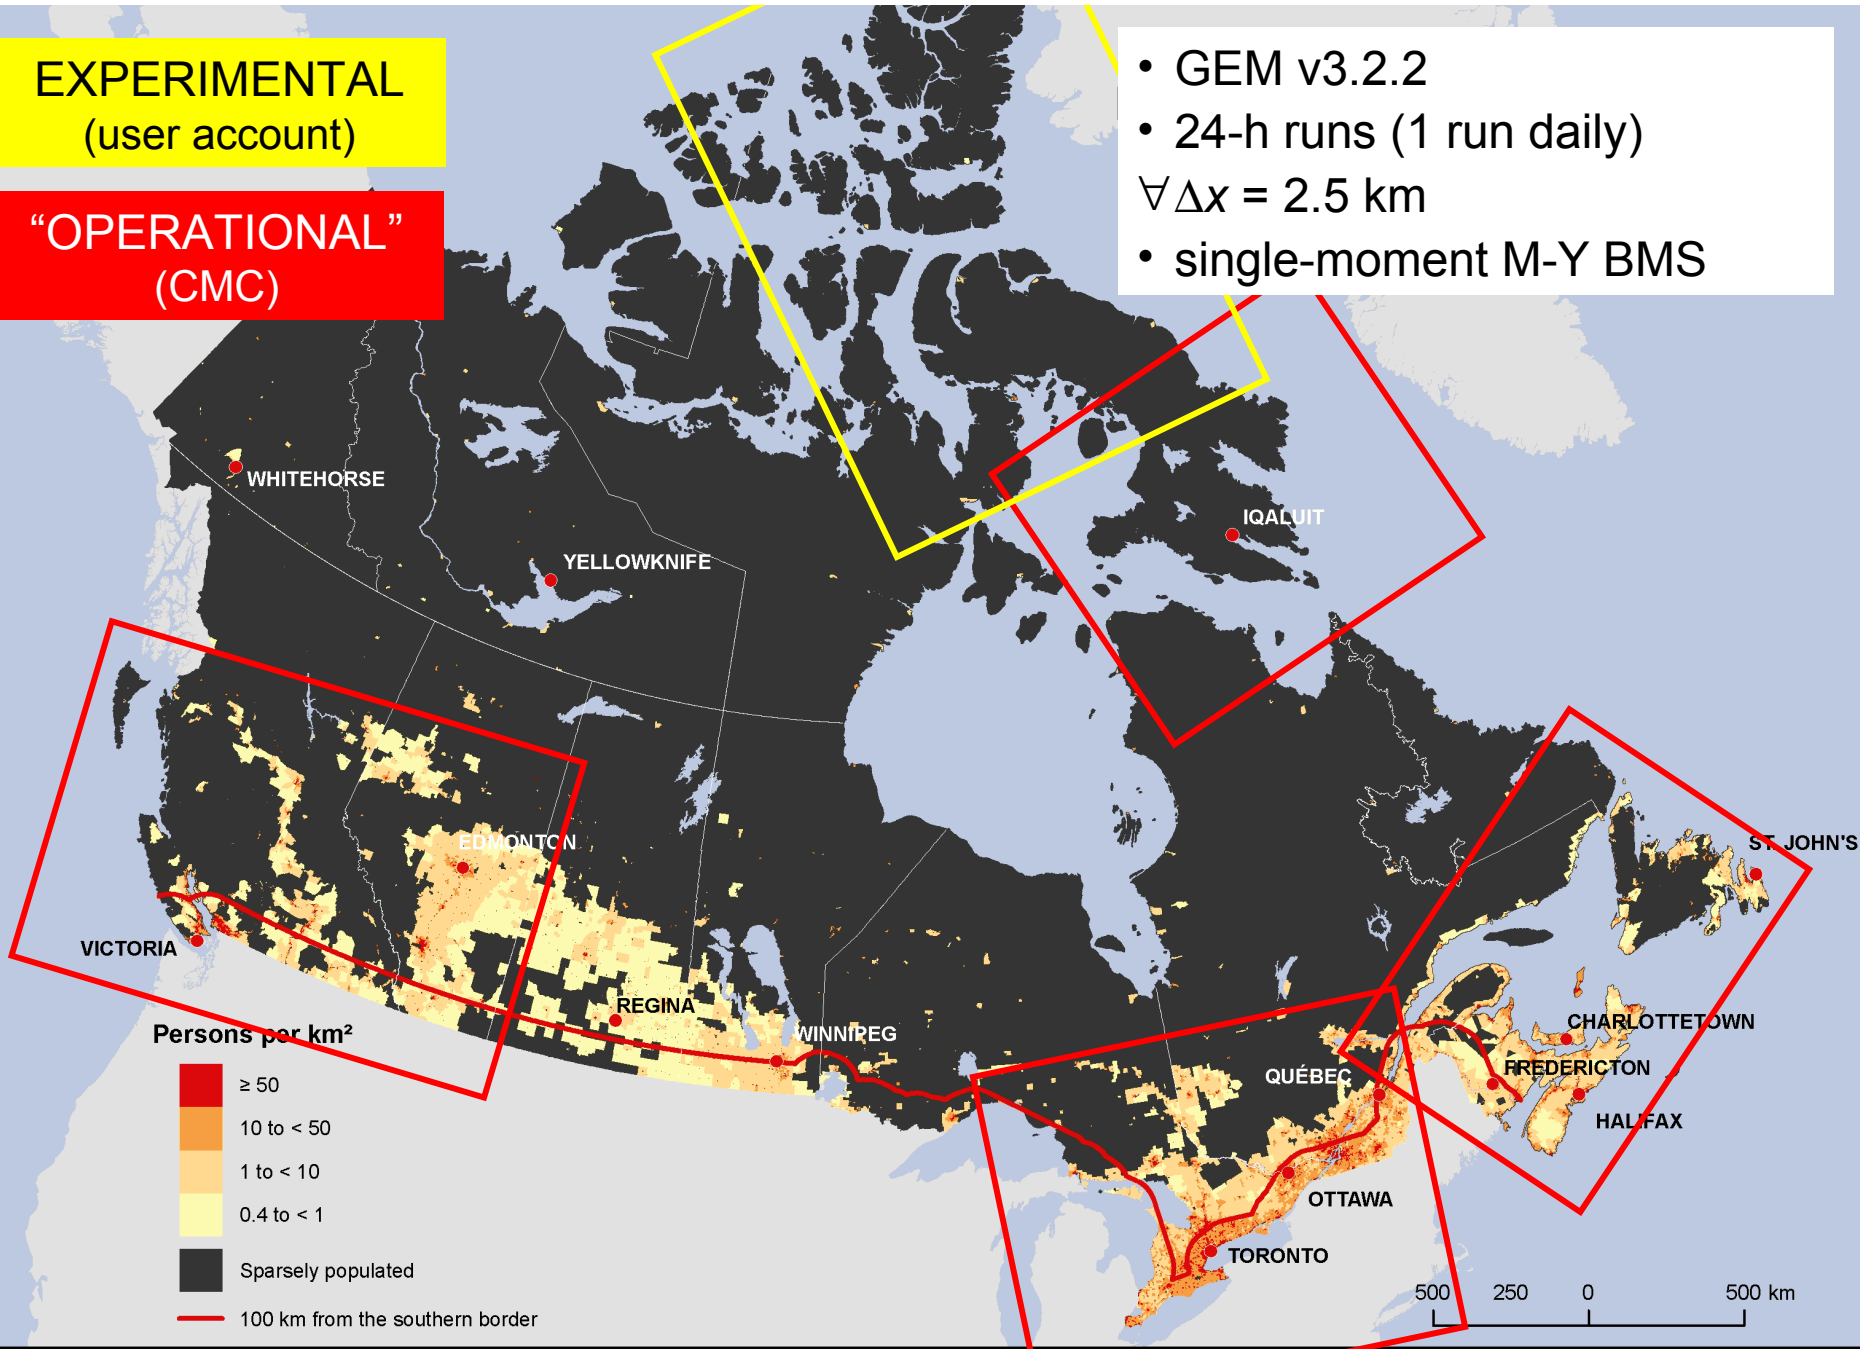 EXPERIMENTAL
(user account)
“OPERATIONAL”
(CMC)
• GEM v3.2.2
• 24-h runs (1 run daily)
∀Δx = 2.5 km
• single-moment M-Y BMS
WHITEHORSE
IQALUIT
YELLOWKNIFE
EDMONTON
ST. JOHN'S
VICTORIA
REGINA
WINNIPEG
CHARLOTTETOWN
QUÉBEC
FREDERICTON
HALIFAX
OTTAWA
TORONTO
Persons per km²
≥ 50
10 to < 50
1 to < 10
0.4 to < 1
Sparsely populated
100 km from the southern border
500 250 0 500 km